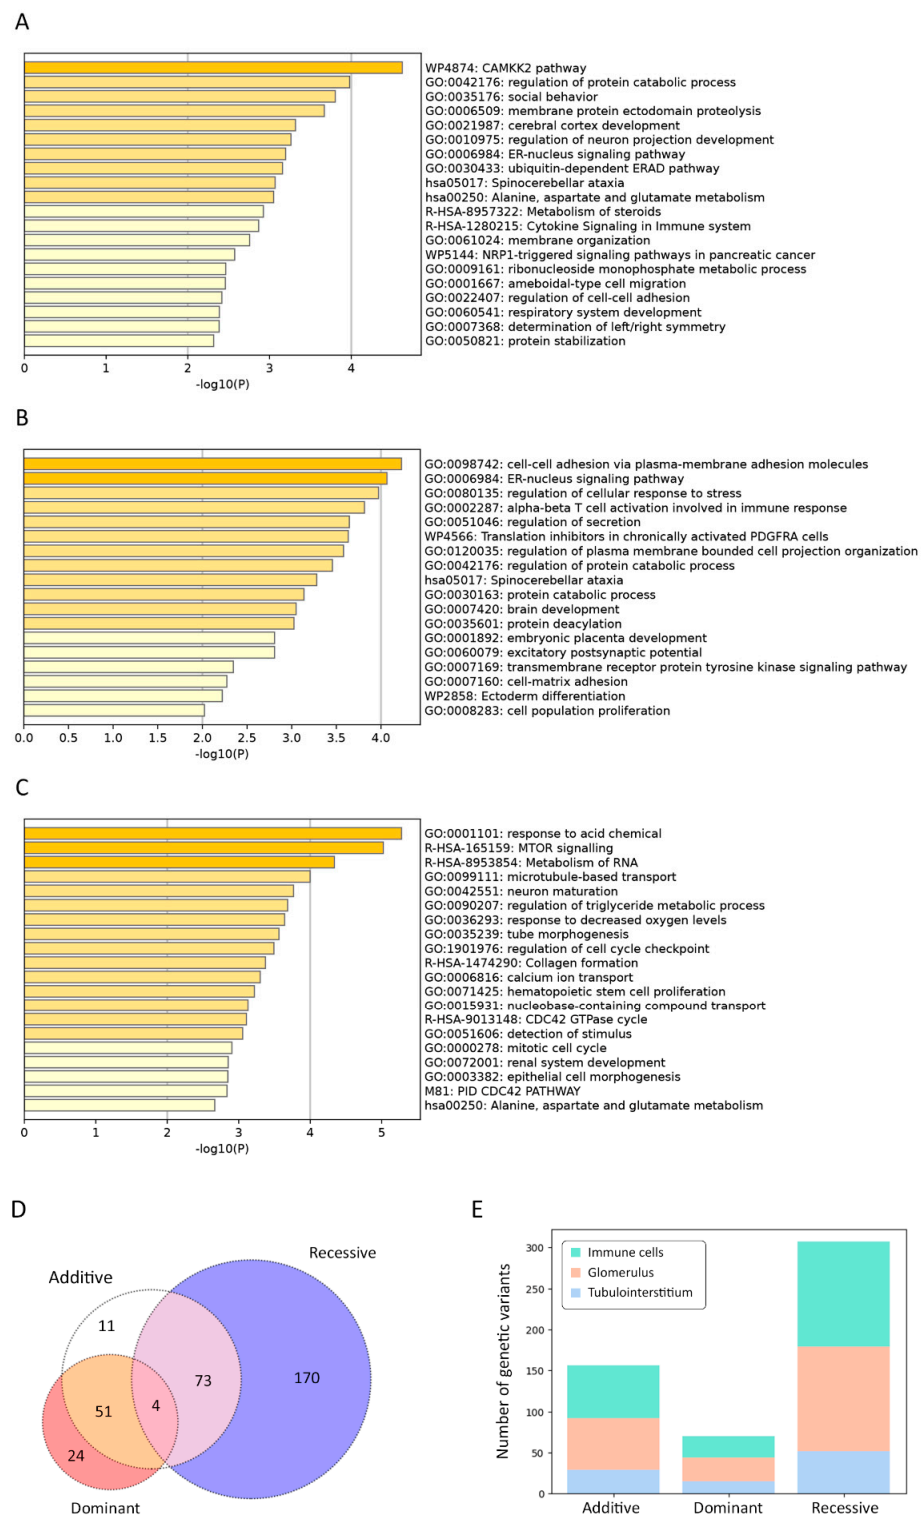 A
WP4874: CAMKK2 pathway
GO:0042176: regulation of protein catabolic process
GO:0035176: social behavior
GO:0006509: membrane protein ectodomain proteolysis
GO:0021987: cerebral cortex development
GO:0010975: regulation of neuron projection development
GO:0006984: ER-nucleus signaling pathway
GO:0030433: ubiquitin-dependent ERAD pathway
hsa05017: Spinocerebellar ataxia
hsa00250: Alanine, aspartate and glutamate metabolism
R-HSA-8957322: Metabolism of steroids
R-HSA-1280215: Cytokine Signaling in Immune system
GO:0061024: membrane organization
WP5144: NRP1-triggered signaling pathways in pancreatic cancer
GO:0009161: ribonucleoside monophosphate metabolic process
GO:0001667: ameboidal-type cell migration
GO:0022407: regulation of cell-cell adhesion
GO:0060541: respiratory system development
GO:0007368: determination of left/right symmetry
GO:0050821: protein stabilization
0 1 2 3 4
-log10(P)
B
GO:0098742: cell-cell adhesion via plasma-membrane adhesion molecules
GO:0006984: ER-nucleus signaling pathway
GO:0080135: regulation of cellular response to stress
GO:0002287: alpha-beta T cell activation involved in immune response
GO:0051046: regulation of secretion
WP4566: Translation inhibitors in chronically activated PDGFRA cells
GO:0120035: regulation of plasma membrane bounded cell projection organization
GO:0042176: regulation of protein catabolic process
hsa05017: Spinocerebellar ataxia
GO:0030163: protein catabolic process
GO:0007420: brain development
GO:0035601: protein deacylation
GO:0001892: embryonic placenta development
GO:0060079: excitatory postsynaptic potential
GO:0007169: transmembrane receptor protein tyrosine kinase signaling pathway
GO:0007160: cell-matrix adhesion
WP2858: Ectoderm differentiation
GO:0008283: cell population proliferation
0.0 0.5 1.0 1.5 2.0 2.5 3.0 3.5 4.0
-log10(P)
C
GO:0001101: response to acid chemical
R-HSA-165159: MTOR signalling
R-HSA-8953854: Metabolism of RNA
GO:0099111: microtubule-based transport
GO:0042551: neuron maturation
GO:0090207: regulation of triglyceride metabolic process
GO:0036293: response to decreased oxygen levels
GO:0035239: tube morphogenesis
GO:1901976: regulation of cell cycle checkpoint
R-HSA-1474290: Collagen formation
GO:0006816: calcium ion transport
GO:0071425: hematopoietic stem cell proliferation
GO:0015931: nucleobase-containing compound transport
R-HSA-9013148: CDC42 GTPase cycle
GO:0051606: detection of stimulus
GO:0000278: mitotic cell cycle
GO:0072001: renal system development
GO:0003382: epithelial cell morphogenesis
M81: PID CDC42 PATHWAY
hsa00250: Alanine, aspartate and glutamate metabolism
0 1 2 3 4 5
-log10(P)
D
Recessive
Additive
11
73
170
51
4
24
Dominant
E
Number of genetic variants
300
250
200
150
100
50
0
Immune cells
Glomerulus
Tubulointerstitium
Additive Dominant Recessive